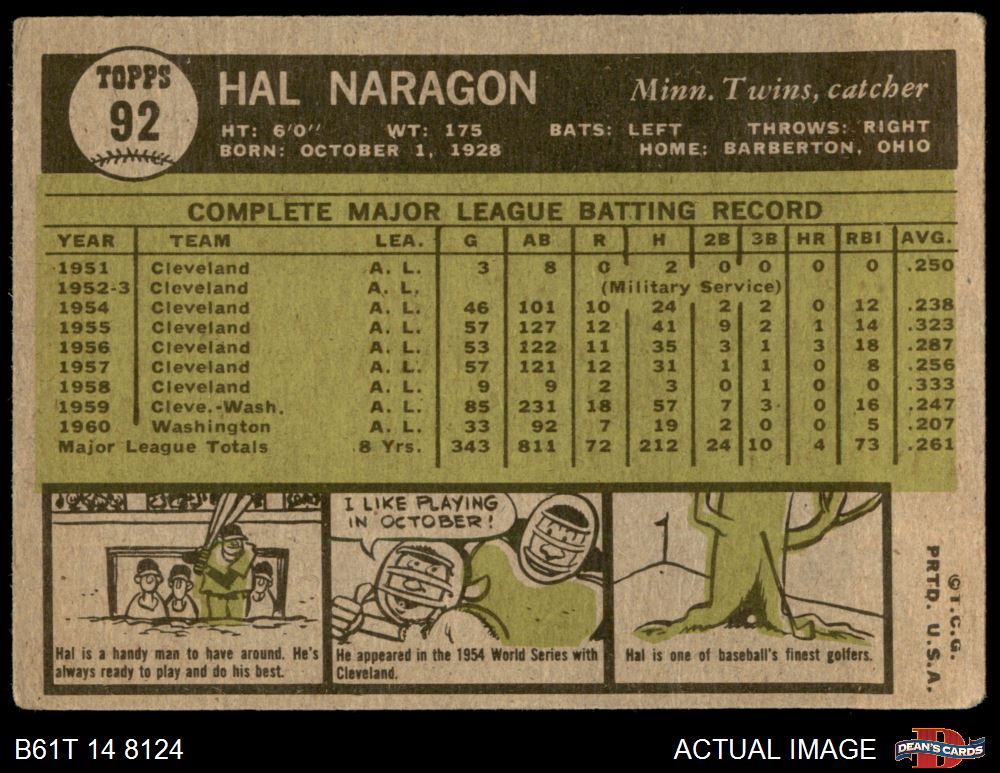 TOPPS
92
HAL NARAGON
Minn. Twins, catcher
HT: 6'0" WT: 175 BATS: LEFT THROWS: RIGHT
BORN: OCTOBER 1, 1928 HOME: BARBERTON, OHIO
COMPLETE MAJOR LEAGUE BATTING RECORD
YEAR TEAM LEA. G AB R H 2B 3B HR RBI AVG.
1951 Cleveland A. L. 3 8 0 2 0 0 0 0 .250
1952-3 Cleveland A. L. (Military Service)
1954 Cleveland A. L. 46 101 10 24 2 2 0 12 .238
1955 Cleveland A. L. 57 127 12 41 9 2 1 14 .323
1956 Cleveland A. L. 53 122 11 35 3 1 3 18 .287
1957 Cleveland A. L. 57 121 12 31 1 1 0 8 .256
1958 Cleveland A. L. 9 9 2 3 0 1 0 0 .333
1959 Cleve.-Wash. A. L. 85 231 18 57 7 3 0 16 .247
1960 Washington A. L. 33 92 7 19 2 0 0 5 .207
Major League Totals 8 Yrs. 343 811 72 212 24 10 4 73 .261
I LIKE PLAYING
IN OCTOBER!
Hal is a handy man to have around. He's
always ready to play and do his best.
He appeared in the 1954 World Series with
Cleveland.
Hal is one of baseball's finest golfers.
© T.C.G.
PRTD. U.S.A.
B61T 14 8124
ACTUAL IMAGE
D
DEAN'S CARDS